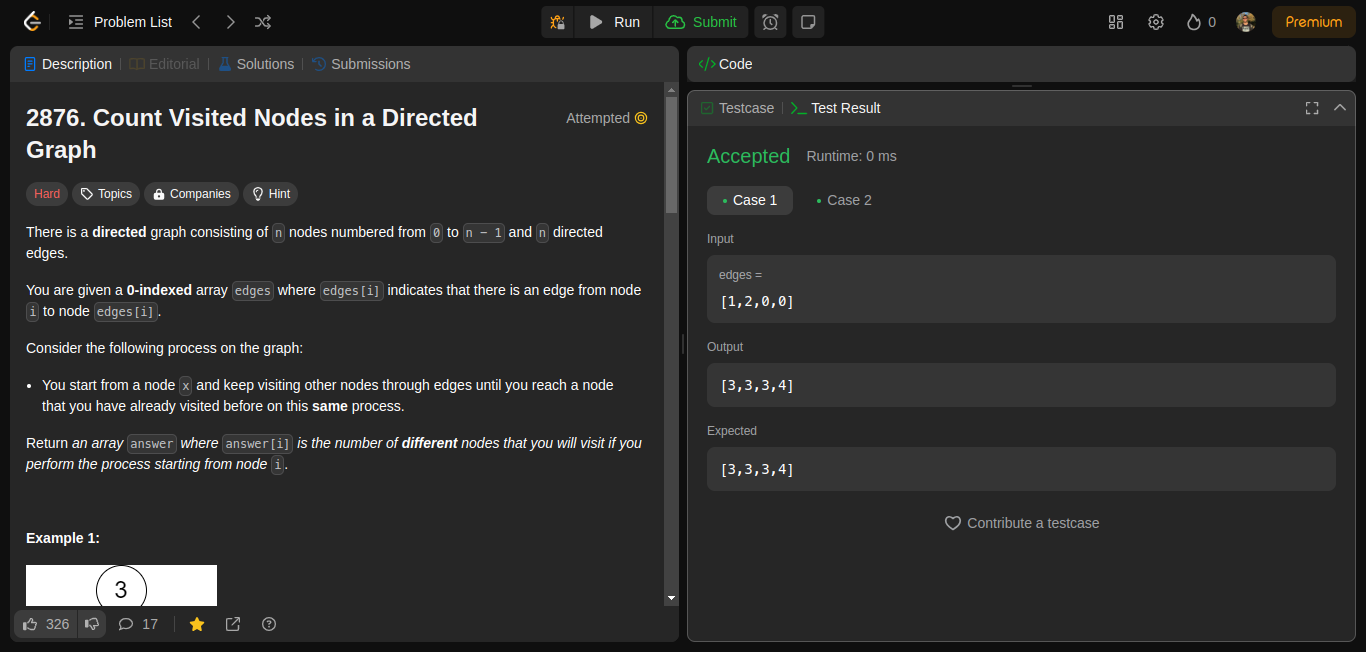 Problem List
Run
Submit
0
Premium
Description
Editorial
Solutions
Submissions
2876. Count Visited Nodes in a Directed
Graph
Attempted
Hard
Topics
Companies
Hint
There is a directed graph consisting of n nodes numbered from 0 to n - 1 and n directed
edges.
You are given a 0-indexed array edges where edges[i] indicates that there is an edge from node
i to node edges[i].
Consider the following process on the graph:
• You start from a node x and keep visiting other nodes through edges until you reach a node
that you have already visited before on this same process.
Return an array answer where answer[i] is the number of different nodes that you will visit if you
perform the process starting from node i.
Example 1:
3
326
17
</> Code
Testcase
Test Result
Accepted
Runtime: 0 ms
• Case 1
• Case 2
Input
edges =
[1,2,0,0]
Output
[3,3,3,4]
Expected
[3,3,3,4]
Contribute a testcase